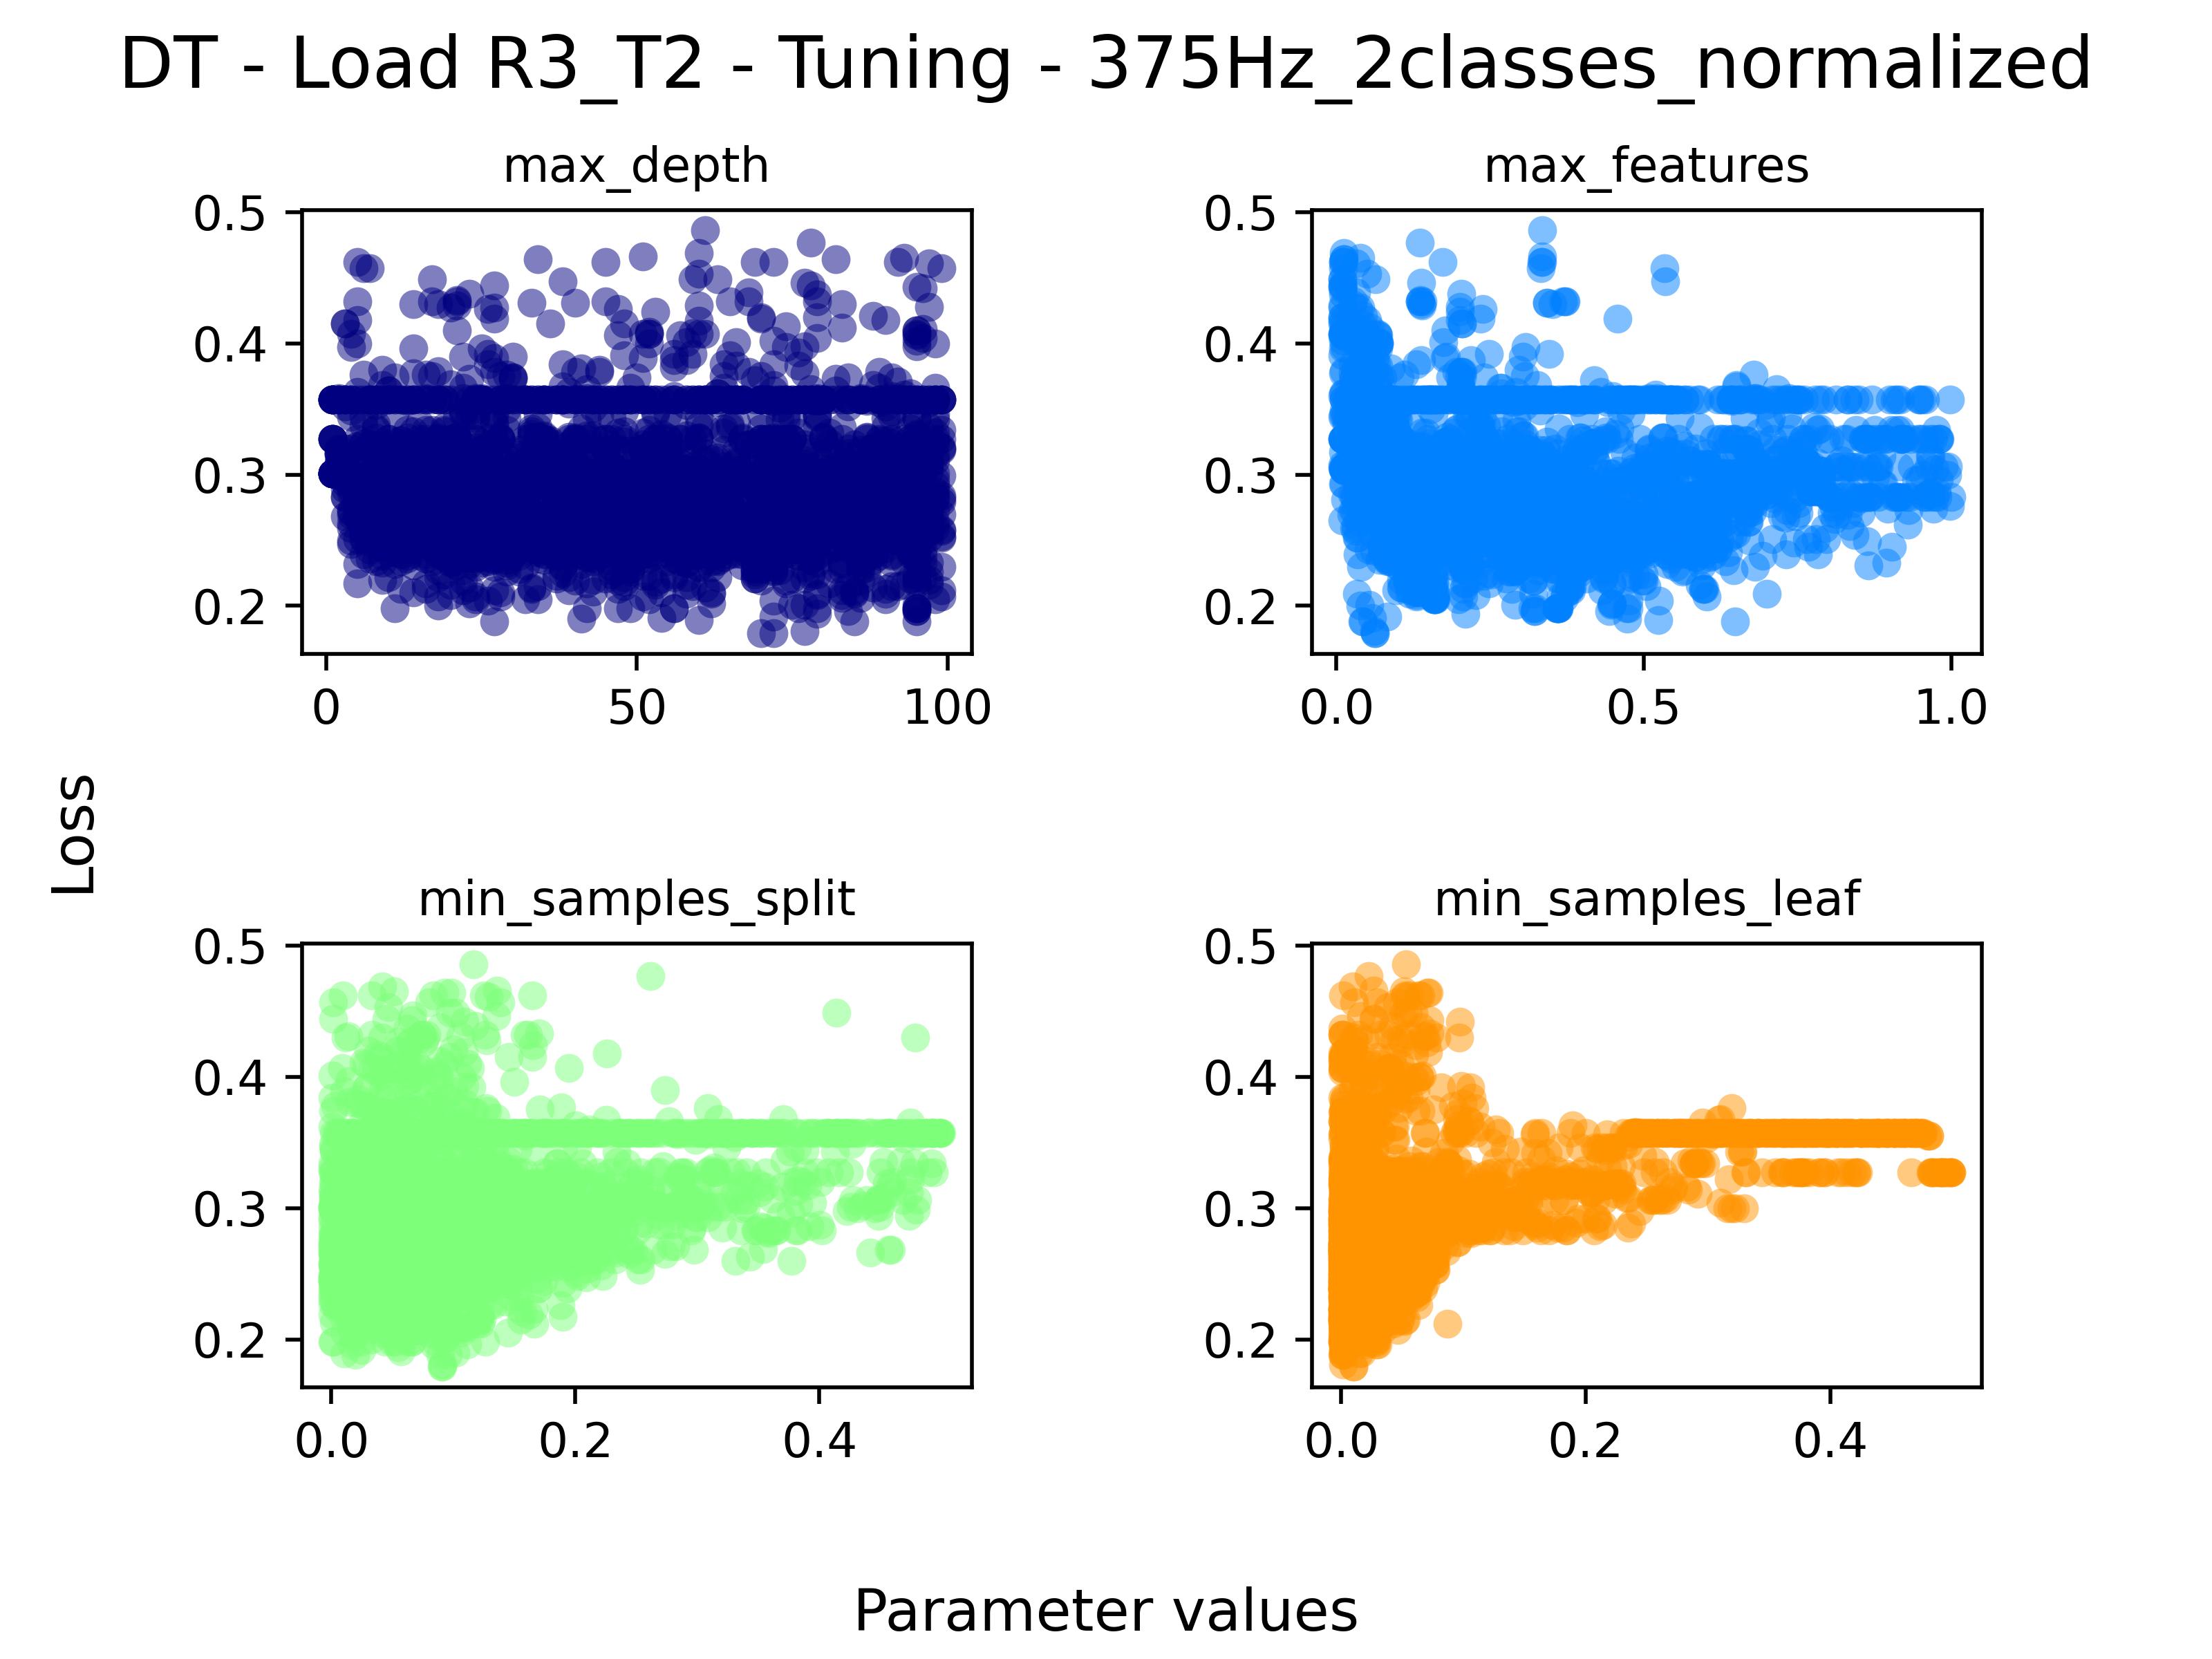 DT - Load R3_T2 - Tuning - 375Hz_2classes_normalized
max_depth
0.5
0.4
0.3
0.2
0 50 100
max_features
0.5
0.4
0.3
0.2
0.0 0.5 1.0
Loss
min_samples_split
0.5
0.4
0.3
0.2
0.0 0.2 0.4
min_samples_leaf
0.5
0.4
0.3
0.2
0.0 0.2 0.4
Parameter values